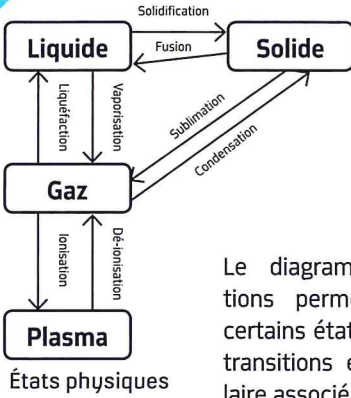 Solidification
Liquide
Fusion
Solide
Liquéfaction
Vaporisation
Sublimation
Condensation
Gaz
Ionisation
Dé-ionisation
Plasma
États physiques
Le diagram
tions perm
certains état
transitions e
laire associé